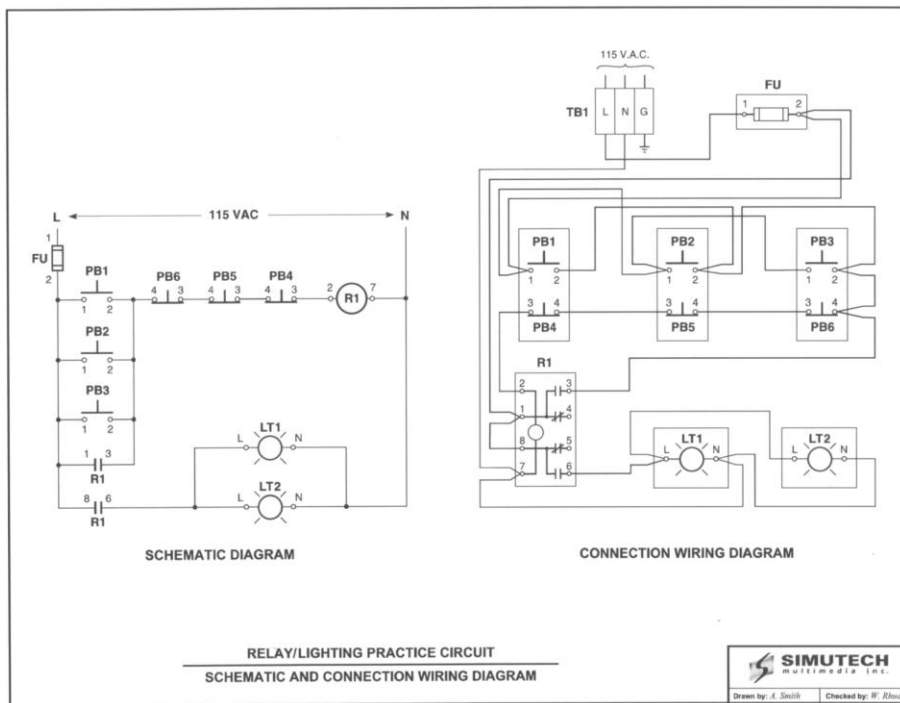 115 V.A.C.
FU
TB1 L N G
1 2
L 115 VAC N
1
FU
2
PB1
1 2
PB6
4 3
PB5
4 3
PB4
4 3
2 R1 7
PB2
1 2
PB3
1 2
1 3
R1
8 6
R1
LT1
L N
LT2
L N
SCHEMATIC DIAGRAM
PB1 PB2 PB3
1 2 1 2 1 2
3 4 3 4 3 4
PB4 PB5 PB6
R1
2 3
1 4
8 5
7 6
LT1 LT2
L N L N
CONNECTION WIRING DIAGRAM
RELAY/LIGHTING PRACTICE CIRCUIT
SCHEMATIC AND CONNECTION WIRING DIAGRAM
SIMUTECH
multimedia inc.
Drawn by: A. Smith Checked by: W.